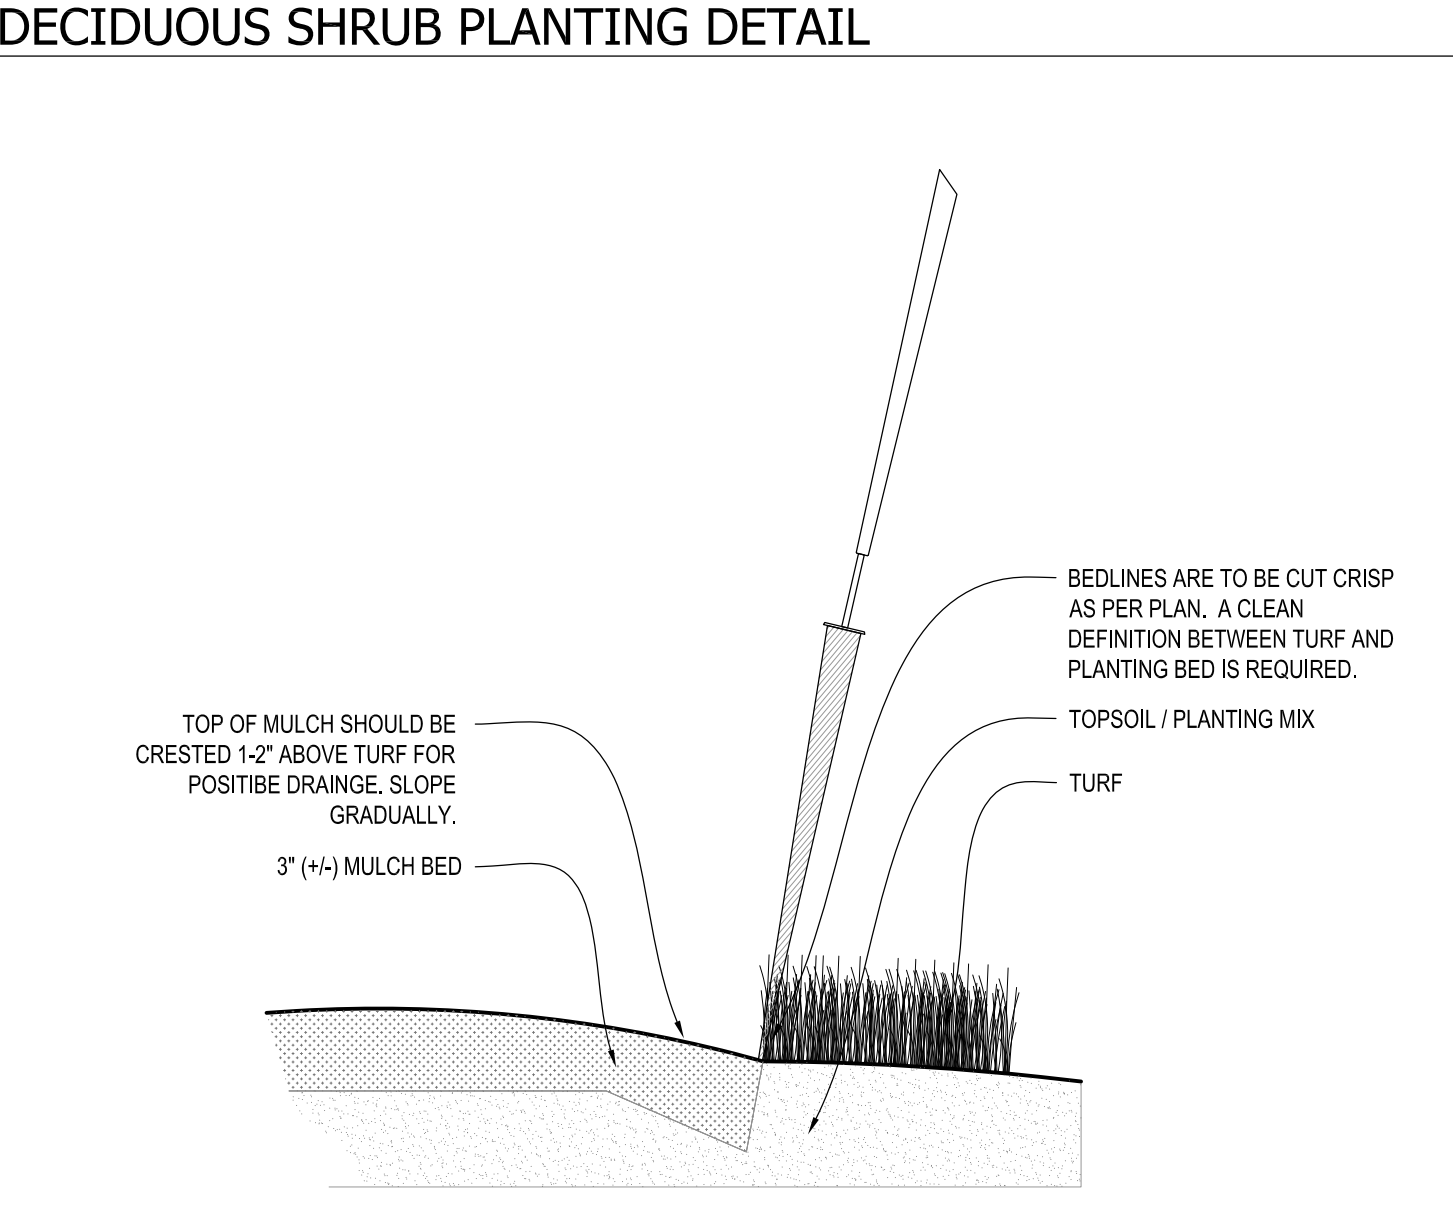 DECIDUOUS SHRUB PLANTING DETAIL
BEDLINES ARE TO BE CUT CRISP
AS PER PLAN. A CLEAN
DEFINITION BETWEEN TURF AND
PLANTING BED IS REQUIRED.
TOP OF MULCH SHOULD BE
CRESTED 1-2" ABOVE TURF FOR
POSITIBE DRAINGE. SLOPE
GRADUALLY.
TOPSOIL / PLANTING MIX
TURF
3" (+/-) MULCH BED